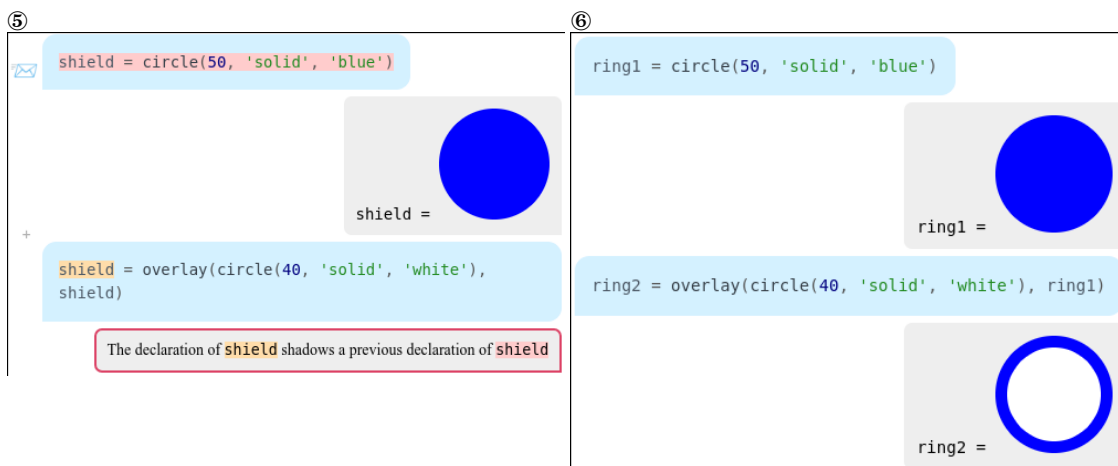 ⑤
shield = circle(50, 'solid', 'blue')
shield =
+
shield = overlay(circle(40, 'solid', 'white'),
shield)
The declaration of shield shadows a previous declaration of shield
⑥
ring1 = circle(50, 'solid', 'blue')
ring1 =
ring2 = overlay(circle(40, 'solid', 'white'), ring1)
ring2 =